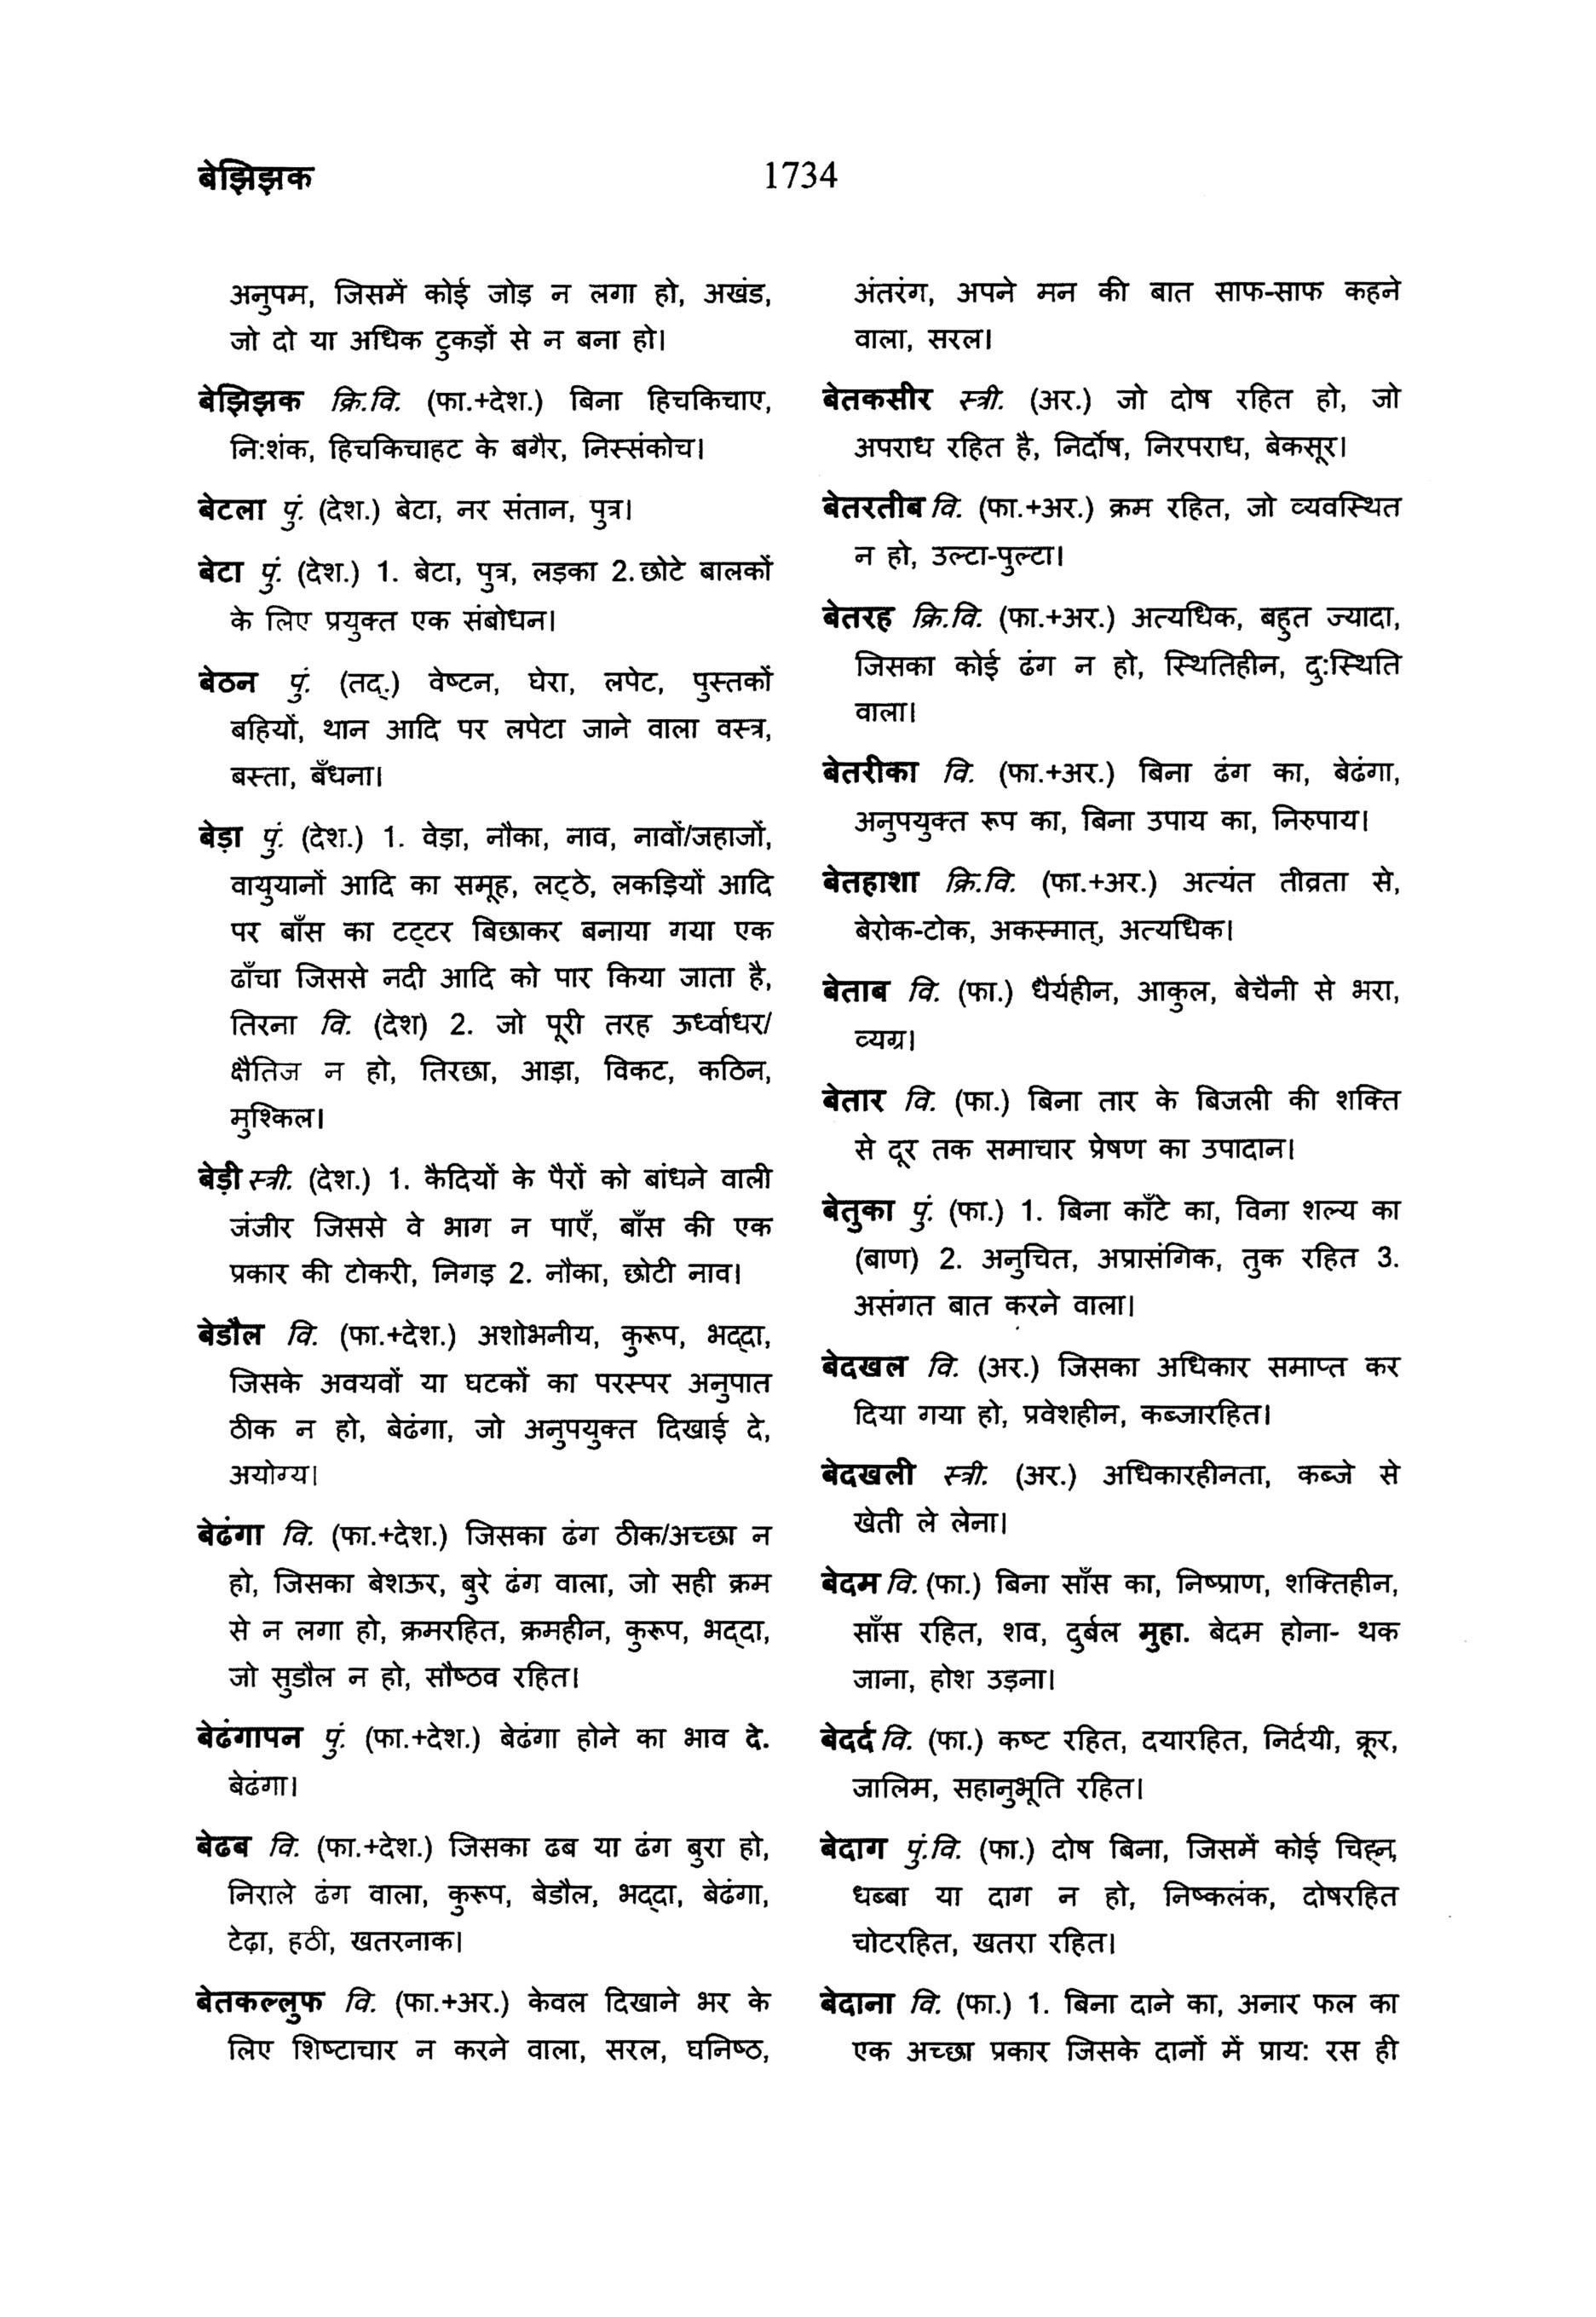 बेझिझक
1734
अनुपम, जिसमें कोई जोड़ न लगा हो, अखंड,
जो दो या अधिक टुकड़ों से न बना हो।
बेझिझक क्रि.वि. (फा.+देश.) बिना हिचकिचाए,
नि:शंक, हिचकिचाहट के बगैर, निस्संकोच।
बेटला पुं. (देश.) बेटा, नर संतान, पुत्र।
बेटा पुं. (देश.) 1. बेटा, पुत्र, लड़का 2. छोटे बालकों
के लिए प्रयुक्त एक संबोधन।
बेठन पुं. (तद्.) वेष्टन, घेरा, लपेट, पुस्तकों
बहियों, थान आदि पर लपेटा जाने वाला वस्त्र,
बस्ता, बँधना।
बेड़ा पुं. (देश.) 1. वेड़ा, नौका, नाव, नावों/जहाजों,
वायुयानों आदि का समूह, लट्ठे, लकड़ियों आदि
पर बाँस का टट्टर बिछाकर बनाया गया एक
ढाँचा जिससे नदी आदि को पार किया जाता है,
तिरना वि. (देश) 2. जो पूरी तरह ऊर्ध्वाधर/
क्षैतिज न हो, तिरछा, आड़ा, विकट, कठिन,
मुश्किल।
बेड़ी स्त्री. (देश.) 1. कैदियों के पैरों को बांधने वाली
जंजीर जिससे वे भाग न पाएँ, बाँस की एक
प्रकार की टोकरी, निगड़ 2. नौका, छोटी नाव।
बेडौल वि. (फा.+देश.) अशोभनीय, कुरूप, भद्दा,
जिसके अवयवों या घटकों का परस्पर अनुपात
ठीक न हो, बेढंगा, जो अनुपयुक्त दिखाई दे,
अयोग्य।
बेढंगा वि. (फा.+देश.) जिसका ढंग ठीक/अच्छा न
हो, जिसका बेशऊर, बुरे ढंग वाला, जो सही क्रम
से न लगा हो, क्रमरहित, क्रमहीन, कुरूप, भद्दा,
जो सुडौल न हो, सौष्ठव रहित।
बेढंगापन पुं. (फा.+देश.) बेढंगा होने का भाव दे.
बेढंगा।
बेढब वि. (फा.+देश.) जिसका ढब या ढंग बुरा हो,
निराले ढंग वाला, कुरूप, बेडौल, भद्दा, बेढंगा,
टेढ़ा, हठी, खतरनाक।
बेतकल्लुफ वि. (फा.+अर.) केवल दिखाने भर के
लिए शिष्टाचार न करने वाला, सरल, घनिष्ठ,
अंतरंग, अपने मन की बात साफ-साफ कहने
वाला, सरल।
बेतकसीर स्त्री. (अर.) जो दोष रहित हो, जो
अपराध रहित है, निर्दोष, निरपराध, बेकसूर।
बेतरतीब वि. (फा.+अर.) क्रम रहित, जो व्यवस्थित
न हो, उल्टा-पुल्टा।
बेतरह क्रि.वि. (फा.+अर.) अत्यधिक, बहुत ज्यादा,
जिसका कोई ढंग न हो, स्थितिहीन, दु:स्थिति
वाला।
बेतरीका वि. (फा.+अर.) बिना ढंग का, बेढंगा,
अनुपयुक्त रूप का, बिना उपाय का, निरुपाय।
बेतहाशा क्रि.वि. (फा.+अर.) अत्यंत तीव्रता से,
बेरोक-टोक, अकस्मात्, अत्यधिक।
बेताब वि. (फा.) धैर्यहीन, आकुल, बेचैनी से भरा,
व्यग्र।
बेतार वि. (फा.) बिना तार के बिजली की शक्ति
से दूर तक समाचार प्रेषण का उपादान।
बेतुका पुं. (फा.) 1. बिना काँटे का, विना शल्य का
(बाण) 2. अनुचित, अप्रासंगिक, तुक रहित 3.
असंगत बात करने वाला।
बेदखल वि. (अर.) जिसका अधिकार समाप्त कर
दिया गया हो, प्रवेशहीन, कब्जारहित।
बेदखली स्त्री. (अर.) अधिकारहीनता, कब्जे से
खेती ले लेना।
बेदम वि. (फा.) बिना साँस का, निष्प्राण, शक्तिहीन,
साँस रहित, शव, दुर्बल मुहा. बेदम होना- थक
जाना, होश उड़ना।
बेदर्द वि. (फा.) कष्ट रहित, दयारहित, निर्दयी, क्रूर,
जालिम, सहानुभूति रहित।
बेदाग पुं.वि. (फा.) दोष बिना, जिसमें कोई चिह्न,
धब्बा या दाग न हो, निष्कलंक, दोषरहित
चोटरहित, खतरा रहित।
बेदाना वि. (फा.) 1. बिना दाने का, अनार फल का
एक अच्छा प्रकार जिसके दानों में प्राय: रस ही